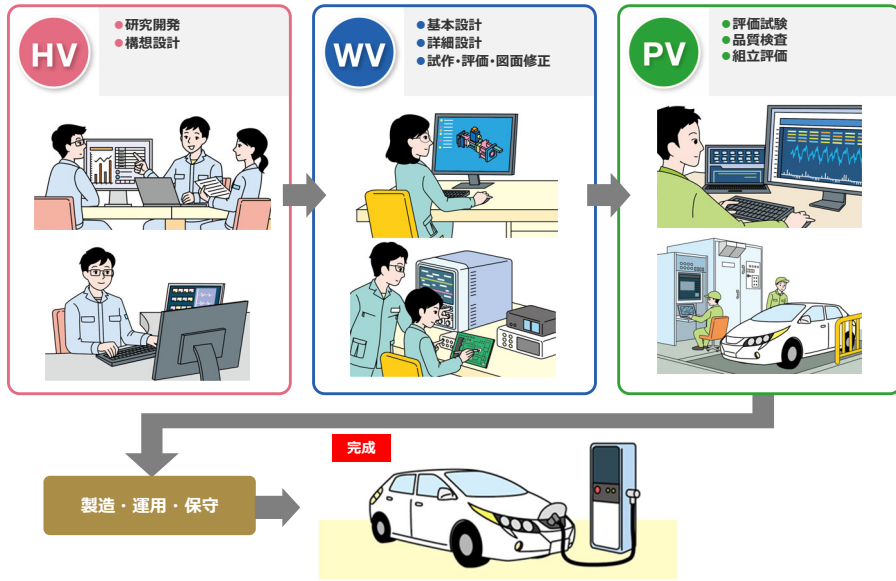 HV
●研究開発
●構想設計
WV
●基本設計
●詳細設計
●試作・評価・図面修正
PV
●評価試験
●品質検査
●組立評価
製造・運用・保守
完成